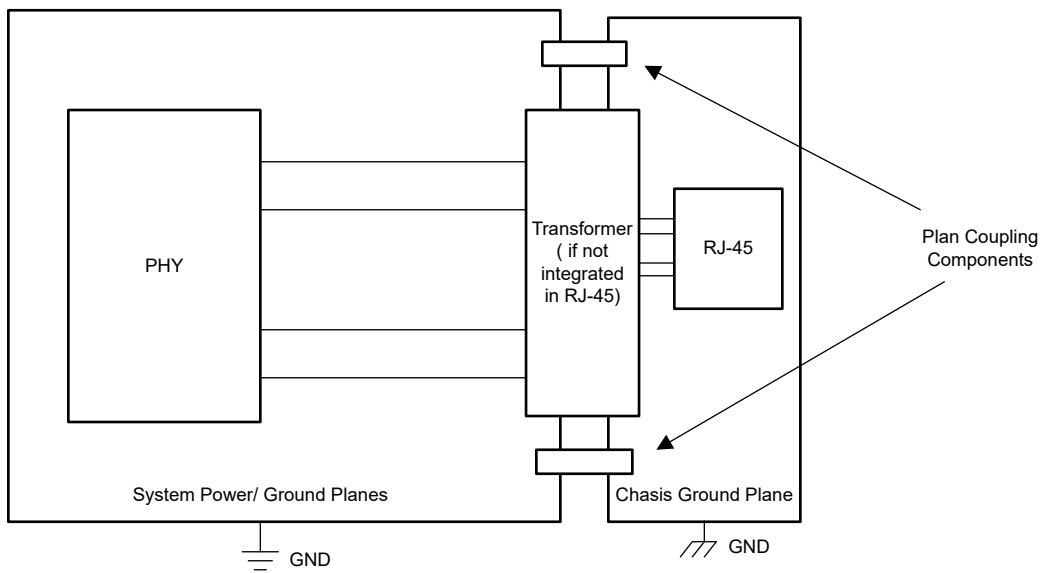 PHY
Transformer
( if not
integrated
in RJ-45)
RJ-45
Plan Coupling
Components
System Power/ Ground Planes
Chasis Ground Plane
GND
GND